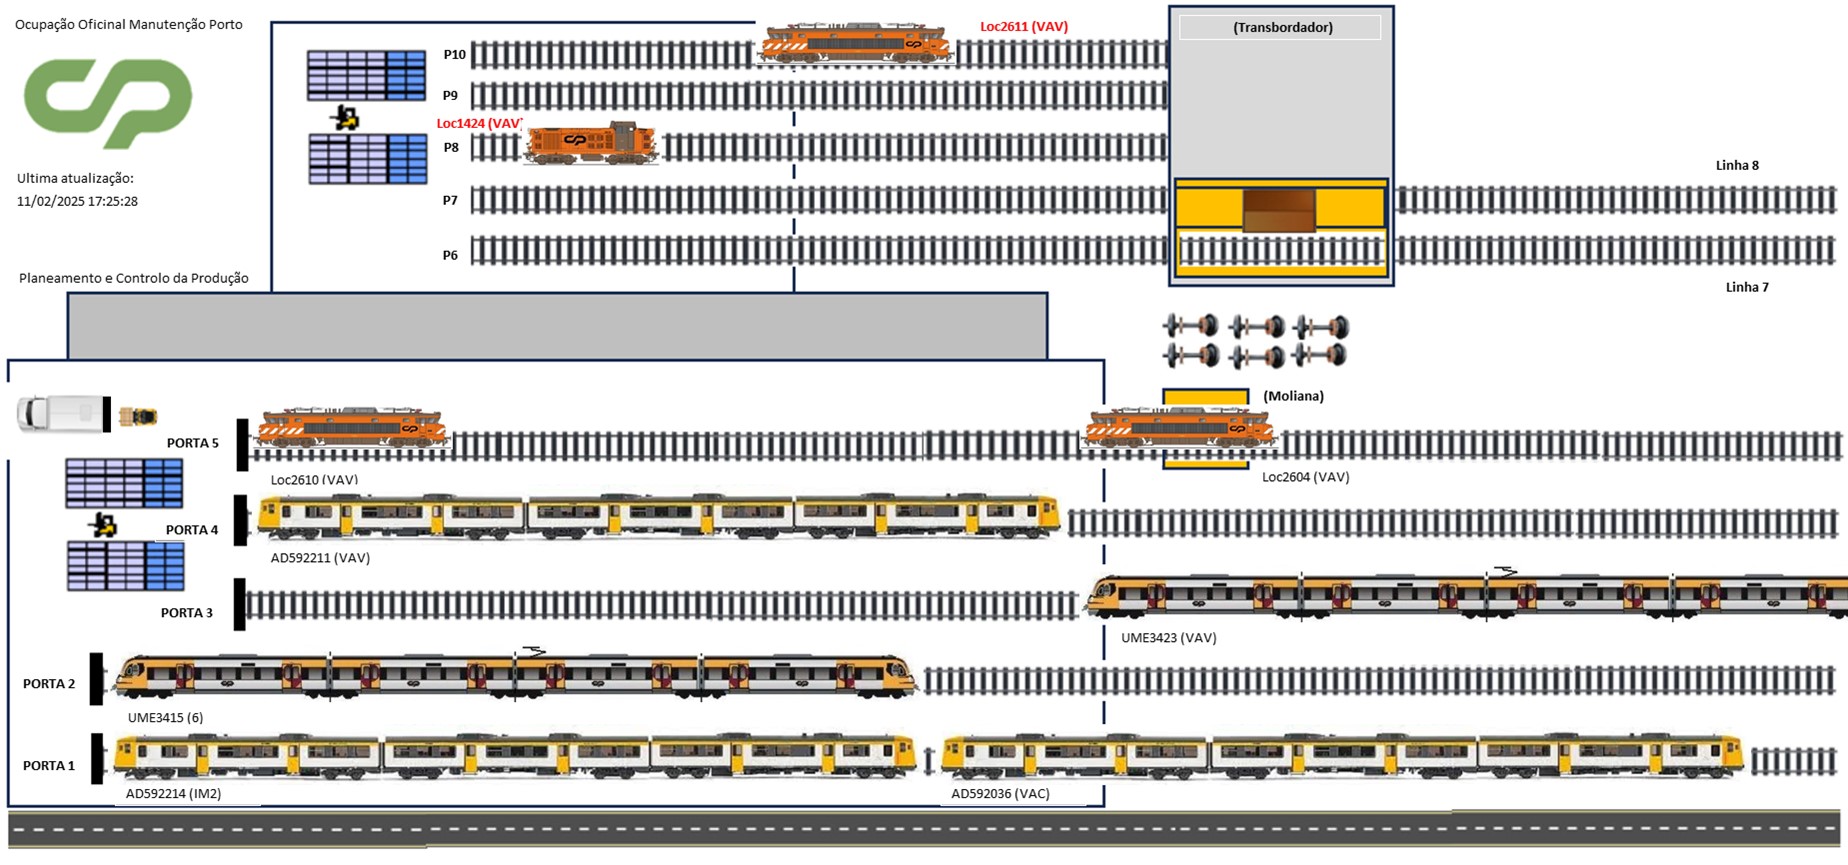 Ocupação Oficinal Manutenção Porto
Loc2611 (VAV)
(Transbordador)
P10
P9
Loc1424 (VAV)
P8
Ultima atualização:
11/02/2025 17:25:28
Linha 8
P7
P6
Planeamento e Controlo da Produção
Linha 7
(Moliana)
PORTA 5
Loc2610 (VAV)
Loc2604 (VAV)
PORTA 4
AD592211 (VAV)
PORTA 3
UME3423 (VAV)
PORTA 2
UME3415 (6)
PORTA 1
AD592214 (IM2)
AD592036 (VAC)